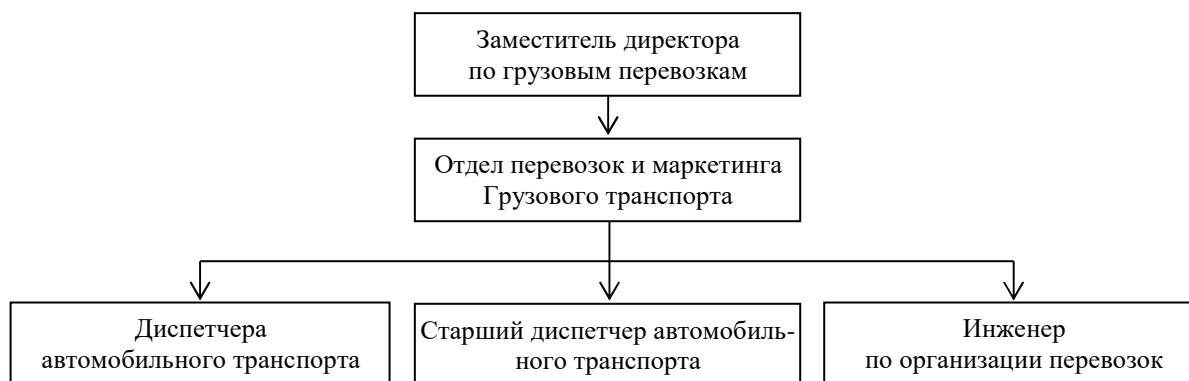 Заместитель директора
по грузовым перевозкам
Отдел перевозок и маркетинга
Грузового транспорта
Диспетчера
автомобильного транспорта
Старший диспетчер автомобиль-
ного транспорта
Инженер
по организации перевозок